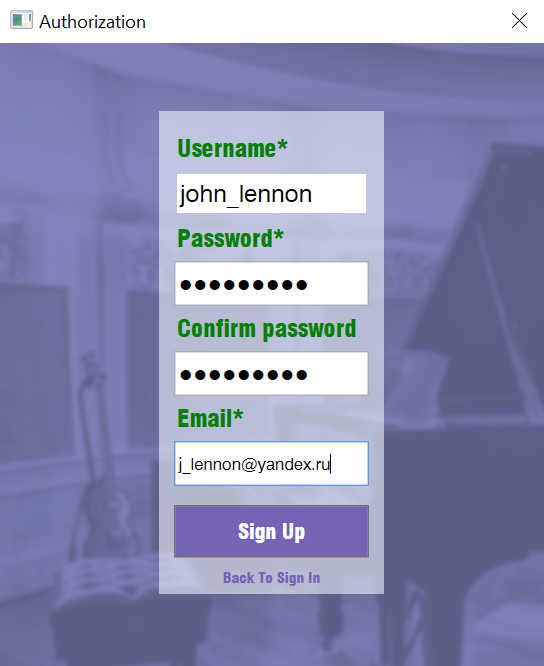 Authorization
Username*
john_lennon
Password*
●●●●●●●●●
Confirm password
●●●●●●●●●
Email*
j_lennon@yandex.ru
Sign Up
Back To Sign In